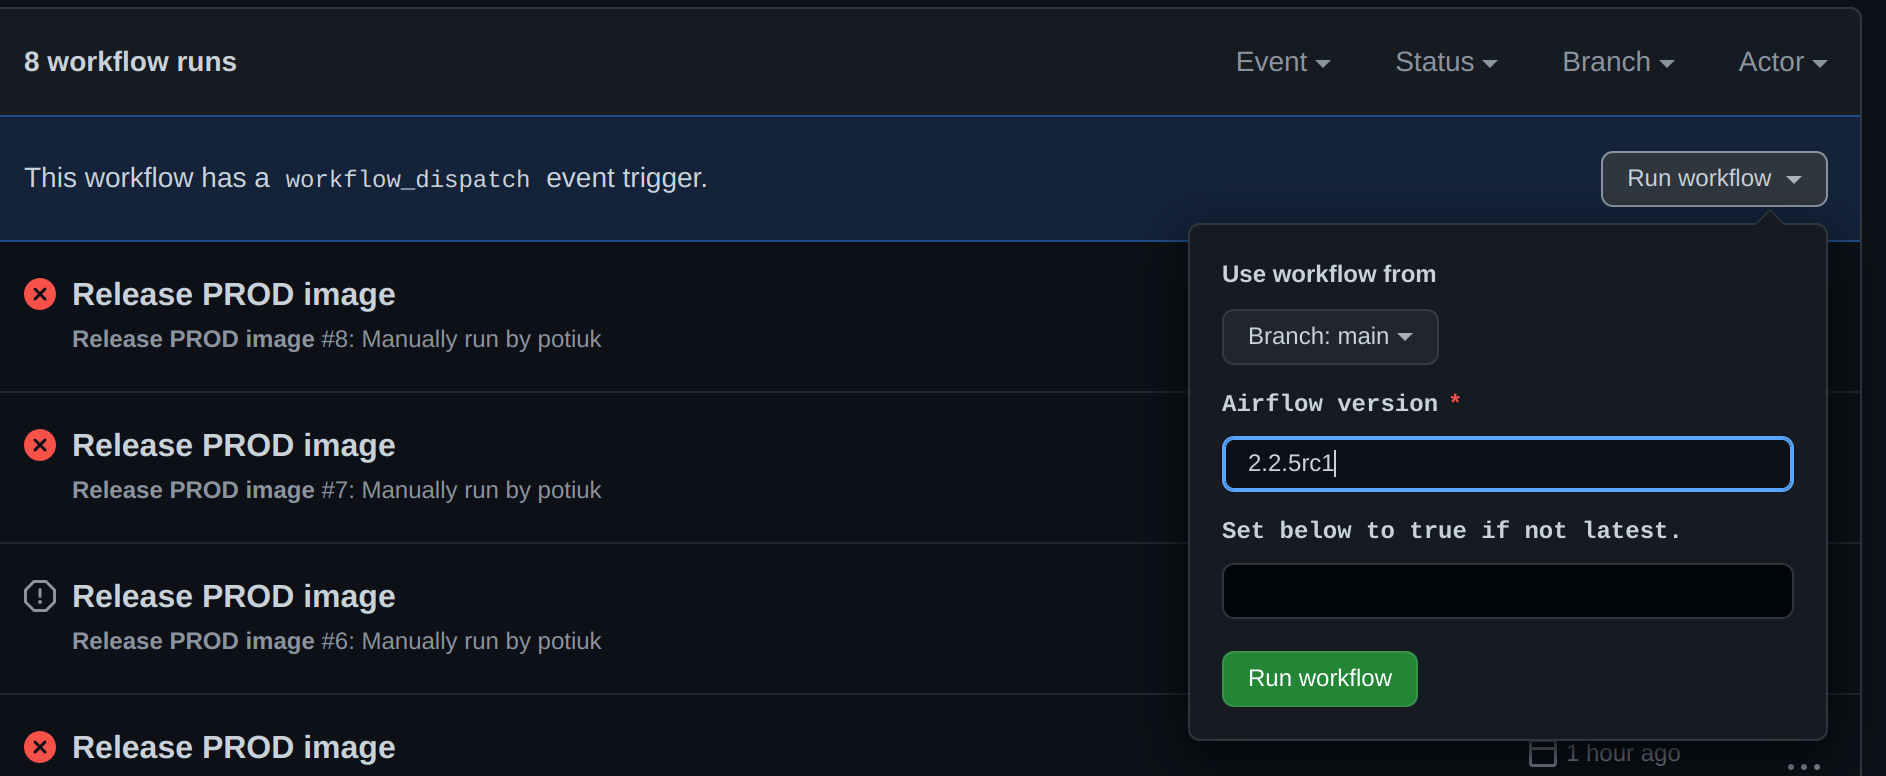 8 workflow runs
Event Status Branch Actor
This workflow has a workflow_dispatch event trigger.
Run workflow
Use workflow from
Branch: main
Airflow version *
2.2.5rc1
Set below to true if not latest.
Run workflow
Release PROD image
Release PROD image #8: Manually run by potiuk
Release PROD image
Release PROD image #7: Manually run by potiuk
Release PROD image
Release PROD image #6: Manually run by potiuk
Release PROD image
1 hour ago